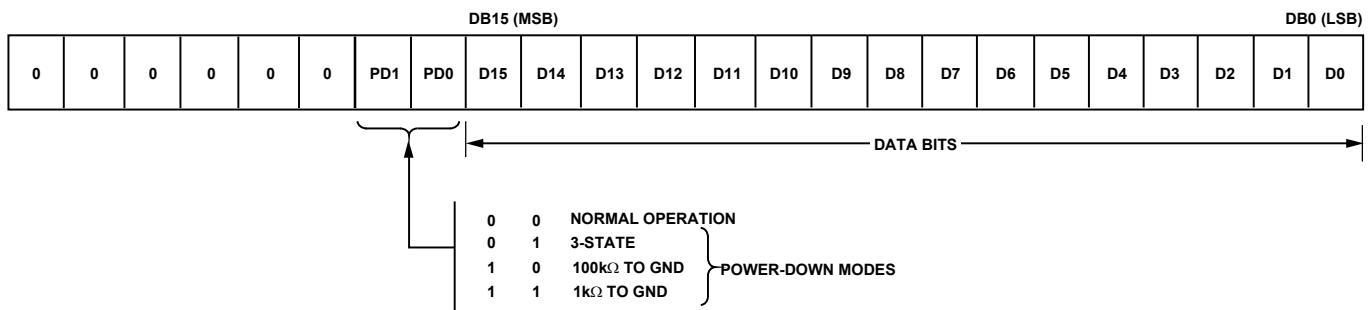 DB15 (MSB) DB0 (LSB)
0 0 0 0 0 0 PD1 PD0 D15 D14 D13 D12 D11 D10 D9 D8 D7 D6 D5 D4 D3 D2 D1 D0
DATA BITS
0 0 NORMAL OPERATION
0 1 3-STATE
1 0 100kΩ TO GND
POWER-DOWN MODES
1 1 1kΩ TO GND